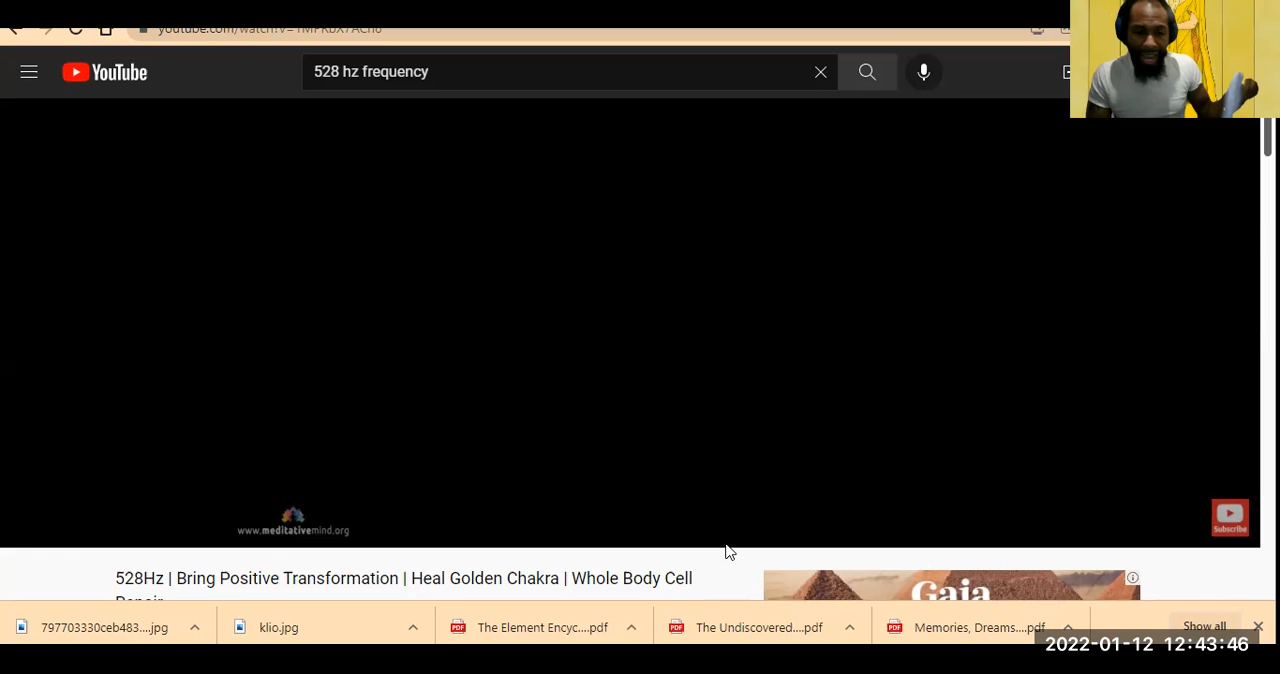 YouTube
528 hz frequency
www.meditativemind.org
Subscribe
528Hz | Bring Positive Transformation | Heal Golden Chakra | Whole Body Cell
Repair
Gaia
797703330ceb483....jpg
klio.jpg
The Element Encyc....pdf
The Undiscovered....pdf
Memories, Dreams....pdf
Show all
2022-01-12 12:43:46